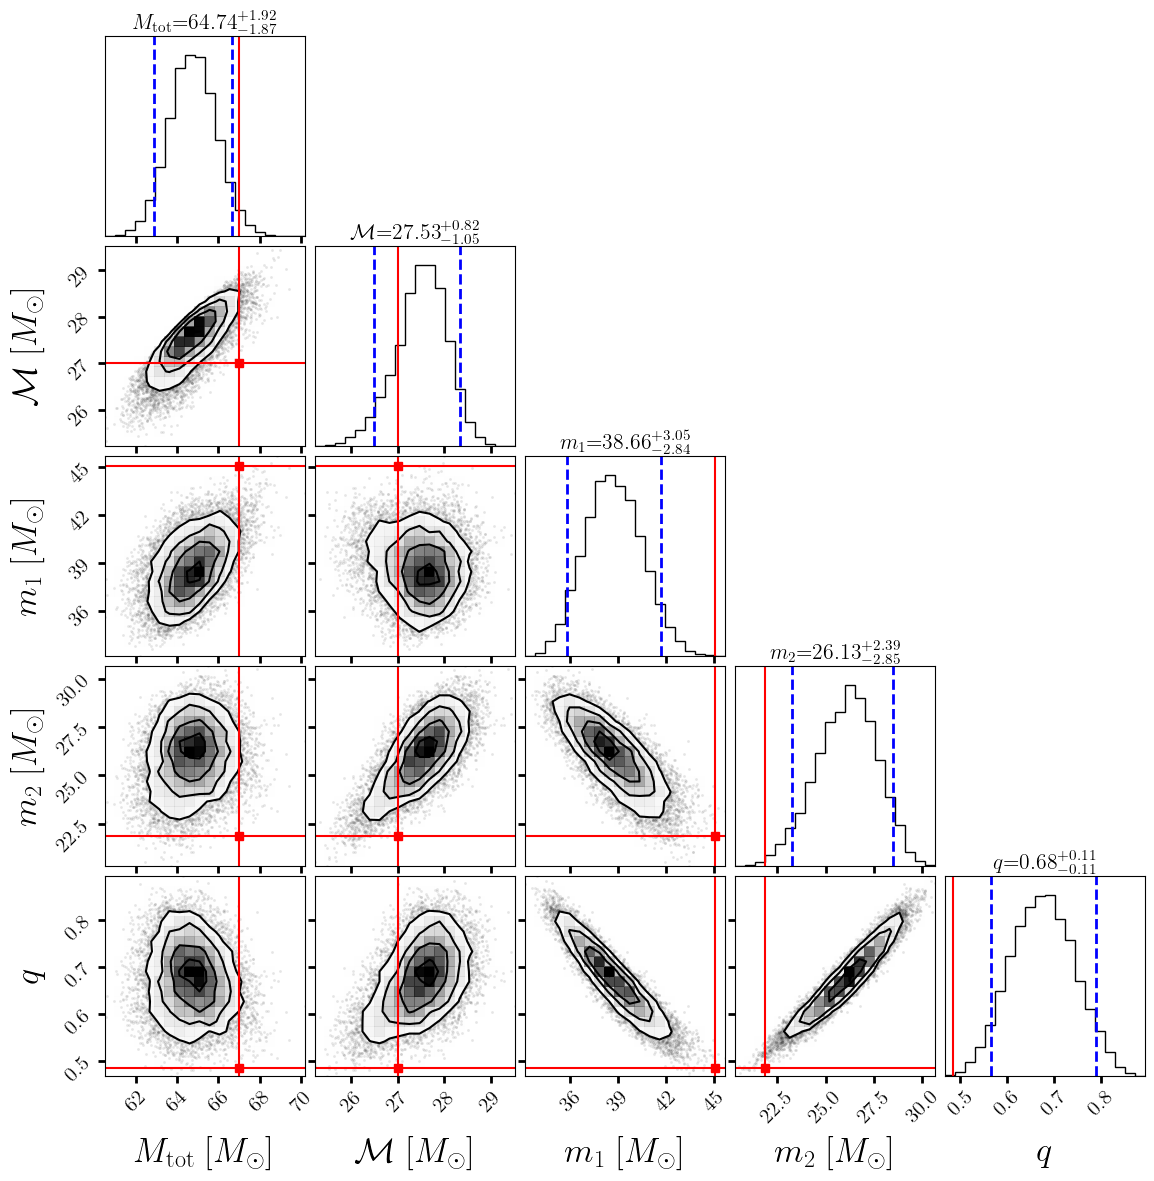 M_tot=64.74^{+1.92}_{-1.87}
ℳ=27.53^{+0.82}_{-1.05}
ℳ [M_⊙]
29
28
27
26
m_1=38.66^{+3.05}_{-2.84}
m_1 [M_⊙]
45
42
39
36
m_2=26.13^{+2.39}_{-2.85}
m_2 [M_⊙]
30.0
27.5
25.0
22.5
q=0.68^{+0.11}_{-0.11}
q
0.8
0.7
0.6
0.5
62 64 66 68 70 26 27 28 29 36 39 42 45 22.5 25.0 27.5 30.0 0.5 0.6 0.7 0.8
M_tot [M_⊙] ℳ [M_⊙] m_1 [M_⊙] m_2 [M_⊙] q